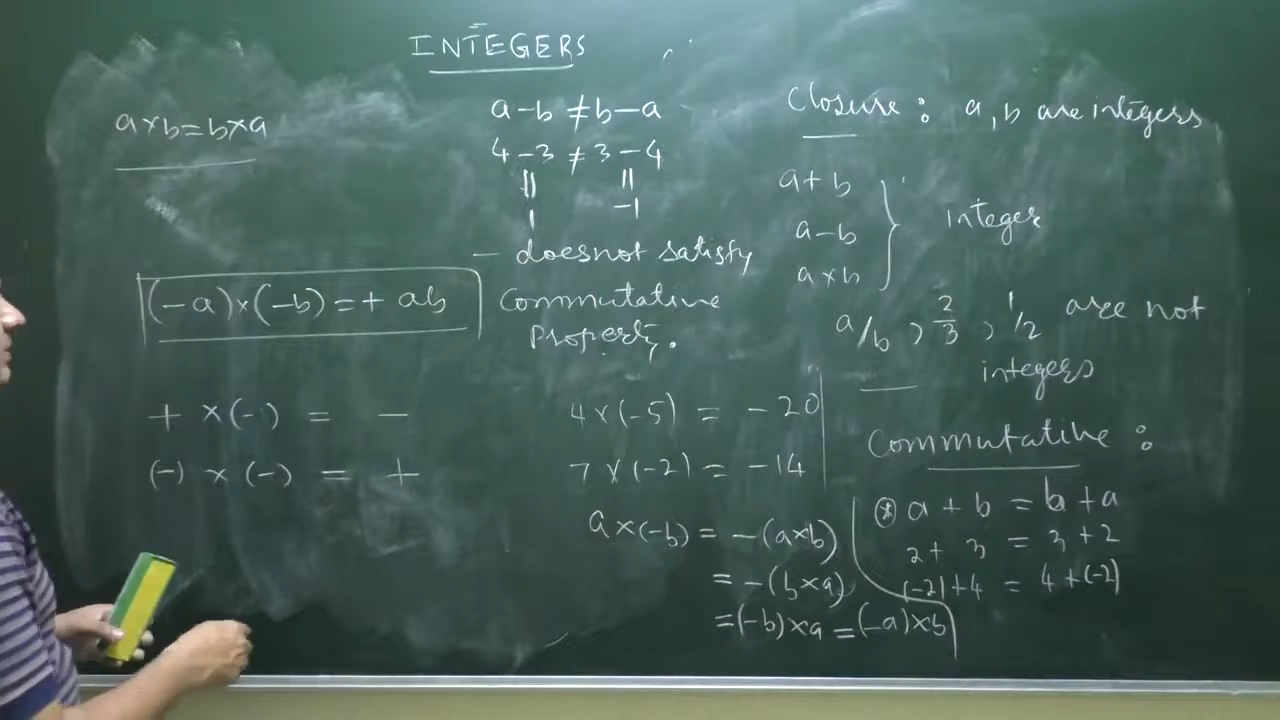 INTEGERS
a×b=b×a
(-a)×(-b)=+ ab
+ ×(-) = -
(-) × (-) = +
a-b ≠ b-a
4-3 ≠ 3-4
|| ||
1 -1
- doesnot satisfy
Commutative
Property.
4×(-5) = -20
7×(-2) = -14
a×(-b) = -(a×b)
= -(b×a)
=(-b)×a =(-a)×b
Closure : a, b are integers
a+b
a-b } integer
a×b
a/b , 2/3 , 1/2 are not
integers
Commutative :
* a + b = b + a
2+ 3 = 3+2
(-2)+4 = 4+(-2)